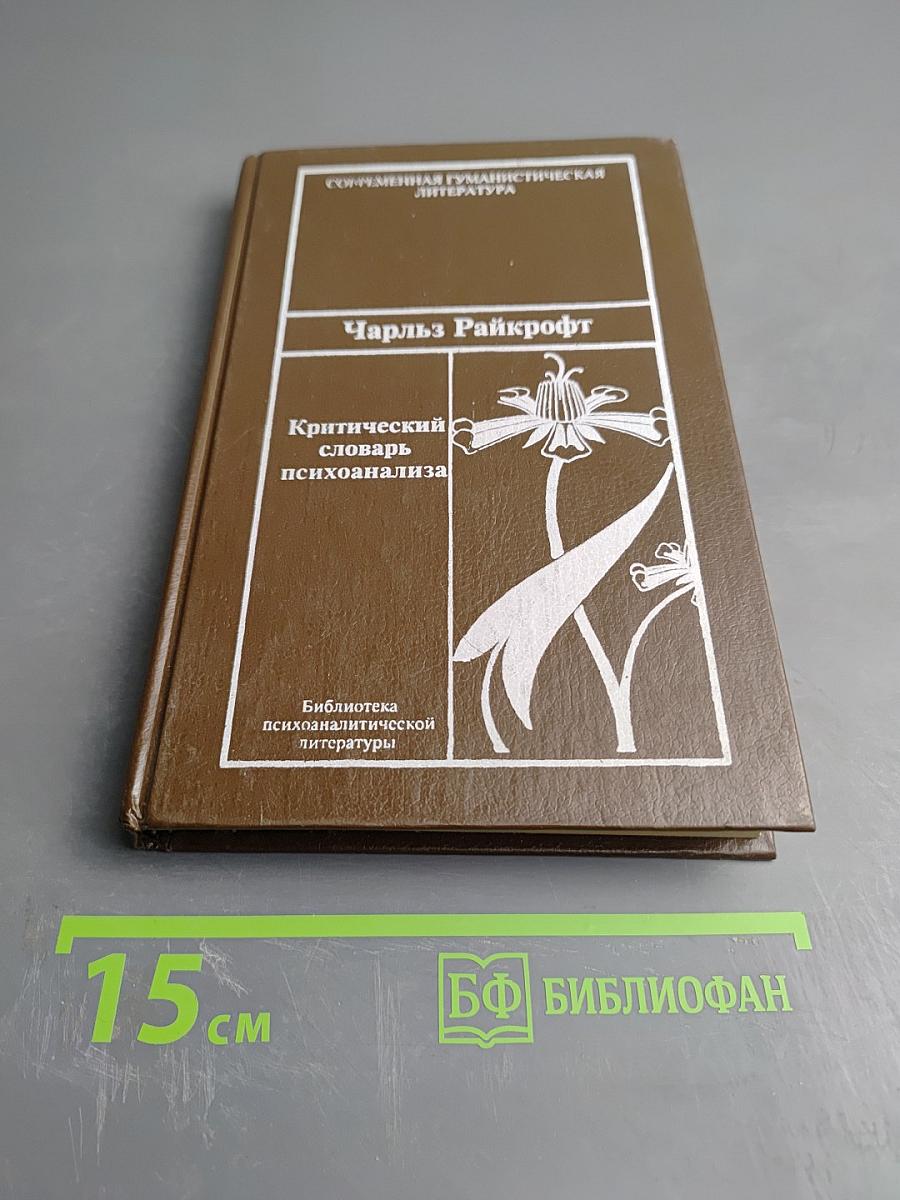 СОВРЕМЕННАЯ ГУМАНИСТИЧЕСКАЯ
ЛИТЕРАТУРА
Чарльз Райкрофт
Критический
словарь
психоанализа
Библиотека
психоаналитической
литературы
15 см
БФ БИБЛИОФАН